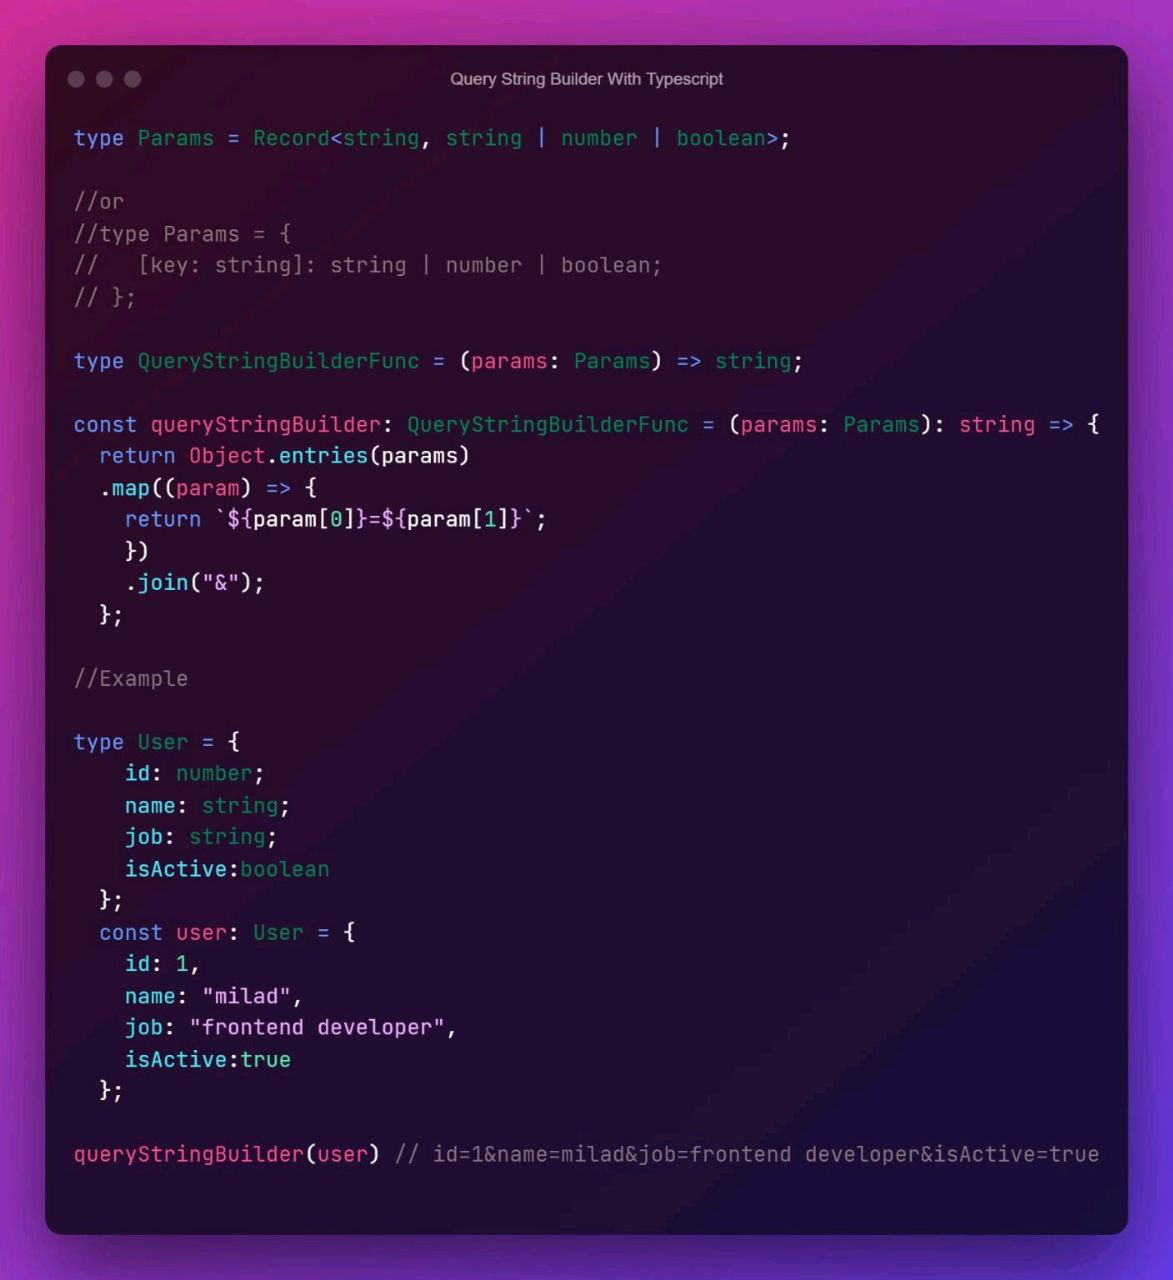 Query String Builder With Typescript
type Params = Record<string, string | number | boolean>;
//or
//type Params = {
//   [key: string]: string | number | boolean;
// };
type QueryStringBuilderFunc = (params: Params) => string;
const queryStringBuilder: QueryStringBuilderFunc = (params: Params): string => {
  return Object.entries(params)
  .map((param) => {
    return `${param[0]}=${param[1]}`;
    })
    .join("&");
  };
//Example
type User = {
    id: number;
    name: string;
    job: string;
    isActive:boolean
  };
  const user: User = {
    id: 1,
    name: "milad",
    job: "frontend developer",
    isActive:true
  };
queryStringBuilder(user) // id=1&name=milad&job=frontend developer&isActive=true